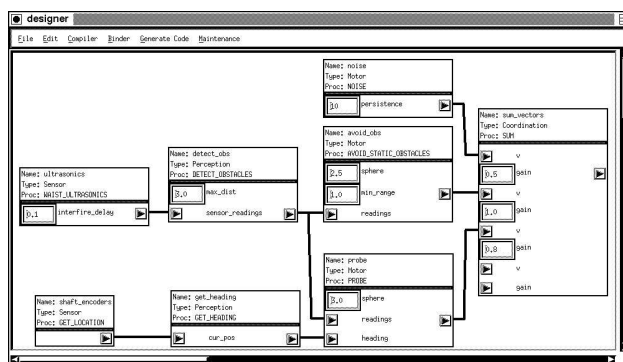 designer
File Edit Compiler Binder Generate Code Maintenance
Name: noise
Type: Motor
Proc: NOISE
10 persistence
Name: sum_vectors
Type: Coordination
Proc: SUM
v
0.5 gain
v
1.0 gain
v
0.8 gain
v
gain
Name: avoid_obs
Type: Motor
Proc: AVOID_STATIC_OBSTACLES
2.5 sphere
1.0 min_range
readings
Name: detect_obs
Type: Perception
Proc: DETECT_OBSTACLES
3.0 max_dist
sensor_readings
Name: ultrasonics
Type: Sensor
Proc: WAIST_ULTRASONICS
0.1 interfire_delay
Name: probe
Type: Motor
Proc: PROBE
3.0 sphere
readings
heading
Name: shaft_encoders
Type: Sensor
Proc: GET_LOCATION
Name: get_heading
Type: Perception
Proc: GET_HEADING
cur_pos